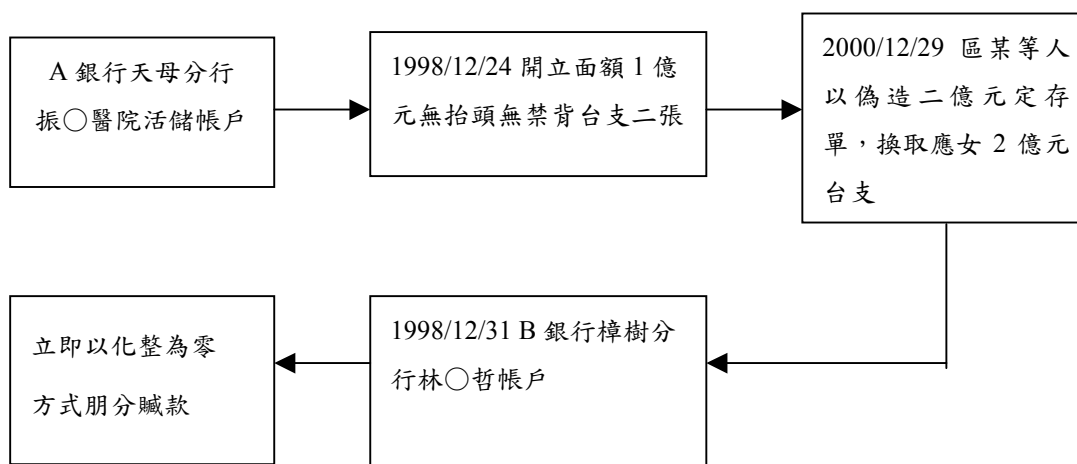 A 銀行天母分行
振○醫院活儲帳戶
1998/12/24 開立面額 1 億
元無抬頭無禁背台支二張
2000/12/29 區某等人
以偽造二億元定存
單，換取應女 2 億元
台支
1998/12/31 B 銀行樟樹分
行林○哲帳戶
立即以化整為零
方式朋分贓款